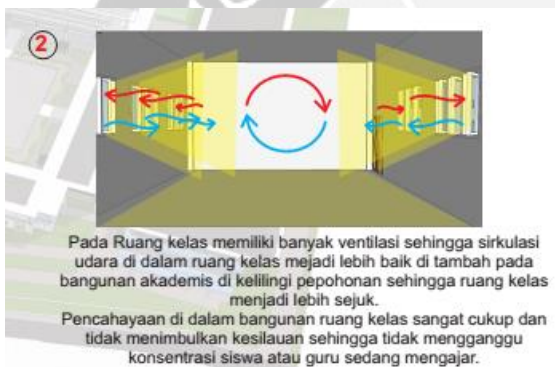 2
Pada Ruang kelas memiliki banyak ventilasi sehingga sirkulasi
udara di dalam ruang kelas mejadi lebih baik di tambah pada
bangunan akademis di kelilingi pepohonan sehingga ruang kelas
menjadi lebih sejuk.
Pencahayaan di dalam bangunan ruang kelas sangat cukup dan
tidak menimbulkan kesilauan sehingga tidak mengganggu
konsentrasi siswa atau guru sedang mengajar.